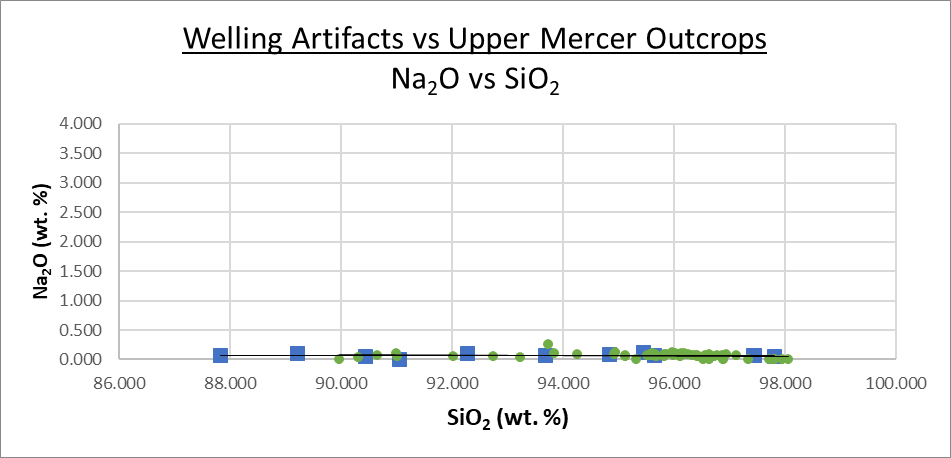 Welling Artifacts vs Upper Mercer Outcrops
Na₂O vs SiO₂
4.000
3.500
3.000
2.500
2.000
1.500
1.000
0.500
0.000
Na₂O (wt. %)
86.000 88.000 90.000 92.000 94.000 96.000 98.000 100.000
SiO₂ (wt. %)